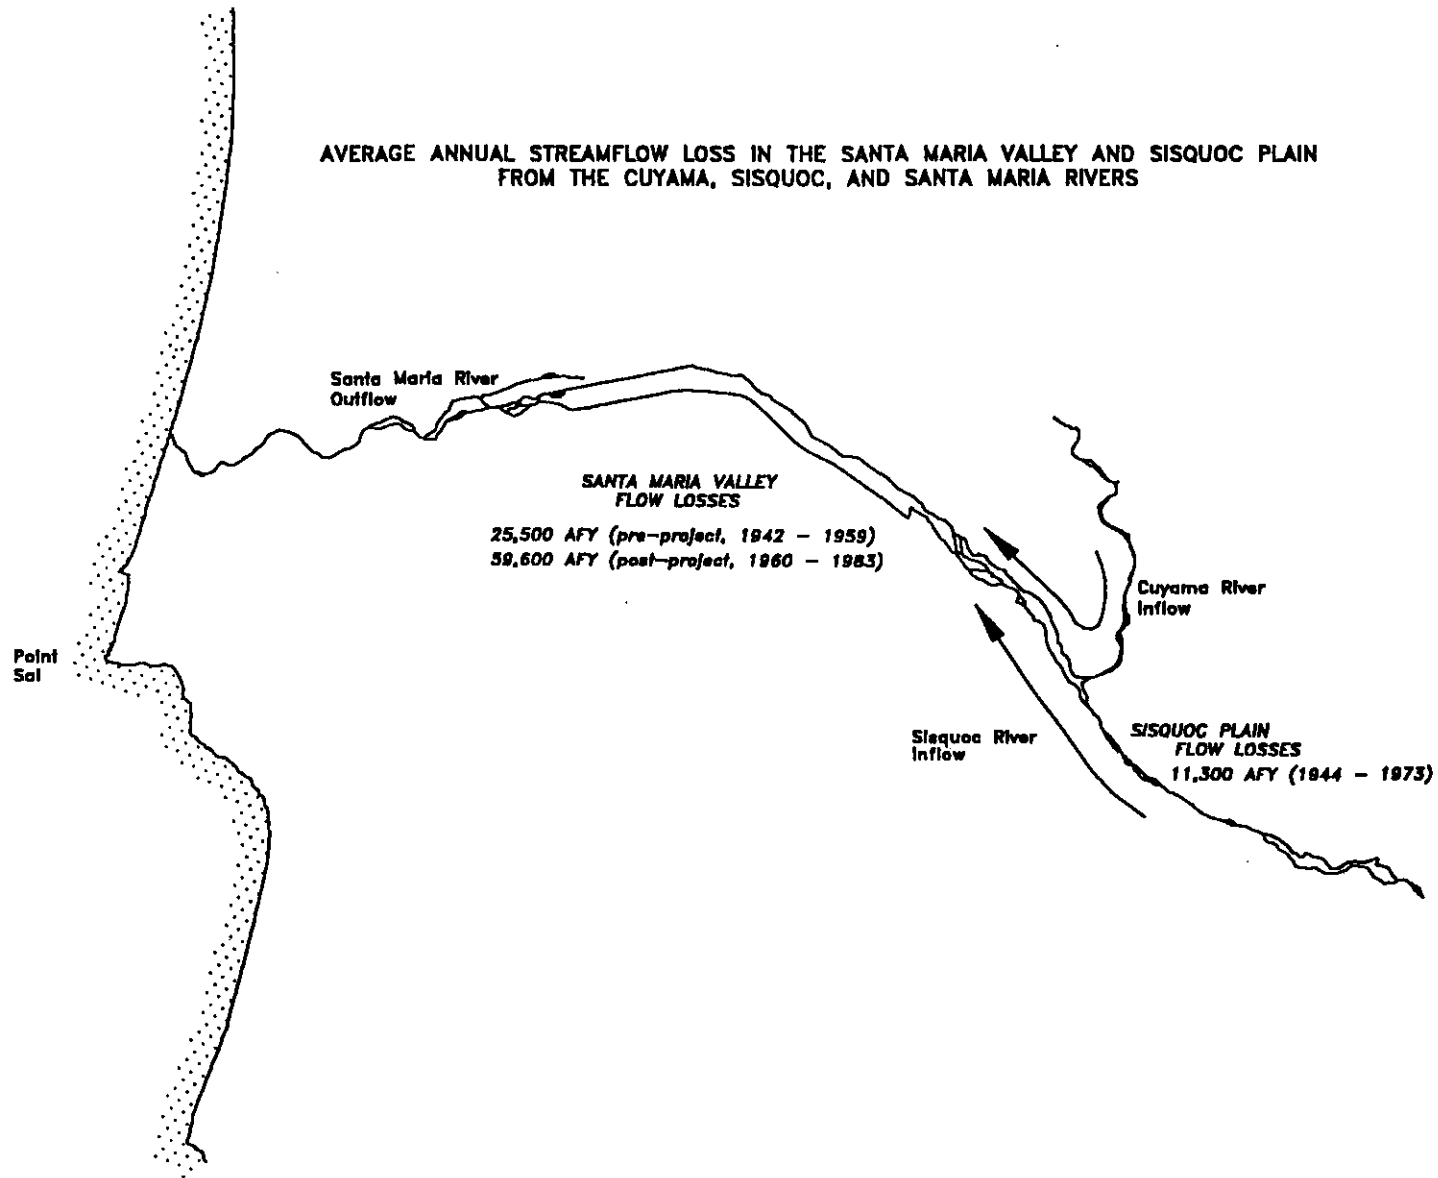 AVERAGE ANNUAL STREAMFLOW LOSS IN THE SANTA MARIA VALLEY AND SISQUOC PLAIN
FROM THE CUYAMA, SISQUOC, AND SANTA MARIA RIVERS
Santa Maria River
Outflow
SANTA MARIA VALLEY
FLOW LOSSES
25,500 AFY (pre-project, 1942 - 1959)
59,600 AFY (post-project, 1960 - 1983)
Cuyama River
Inflow
Point
Sal
Sisquoc River
Inflow
SISQUOC PLAIN
FLOW LOSSES
11,300 AFY (1944 - 1973)